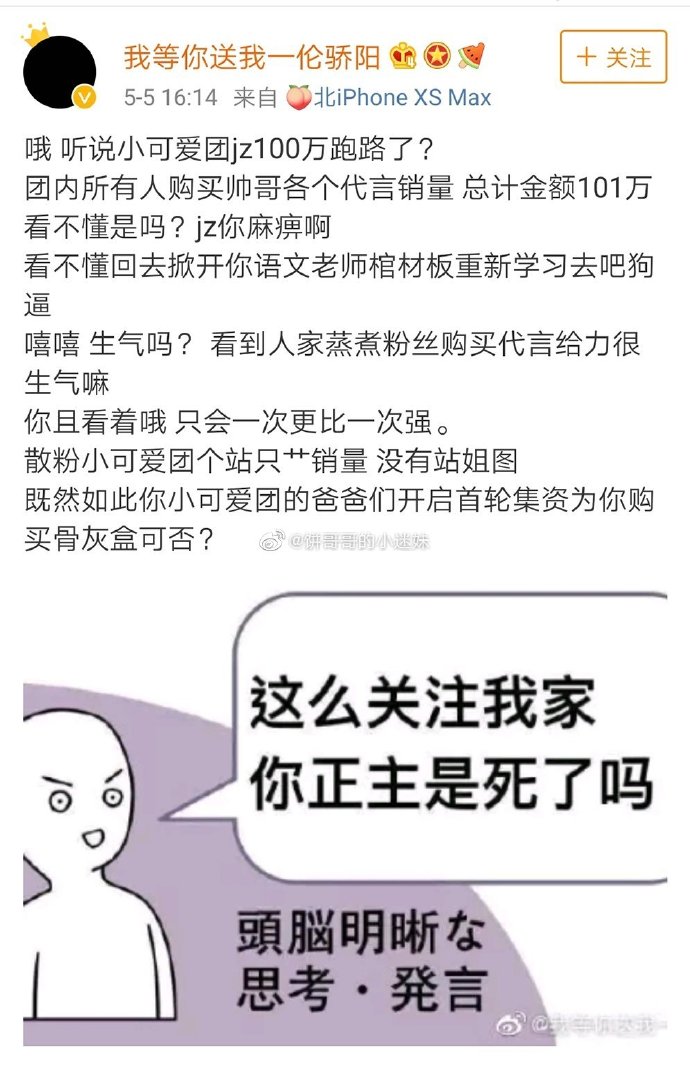 我等你送我一伦骄阳
+ 关注
5-5 16:14 来自 🍑北iPhone XS Max
哦 听说小可爱团jz100万跑路了？
团内所有人购买帅哥各个代言销量 总计金额101万
看不懂是吗？jz你麻痹啊
看不懂回去掀开你语文老师棺材板重新学习去吧狗
逼
嘻嘻 生气吗？ 看到人家蒸煮粉丝购买代言给力很
生气嘛
你且看着哦 只会一次更比一次强。
散粉小可爱团个站只艹销量 没有站姐图
既然如此你小可爱团的爸爸们开启首轮集资为你购
买骨灰盒可否？
@饼哥哥的小迷妹
这么关注我家
你正主是死了吗
頭脳明晰な
思考・発言
@我等你送我一